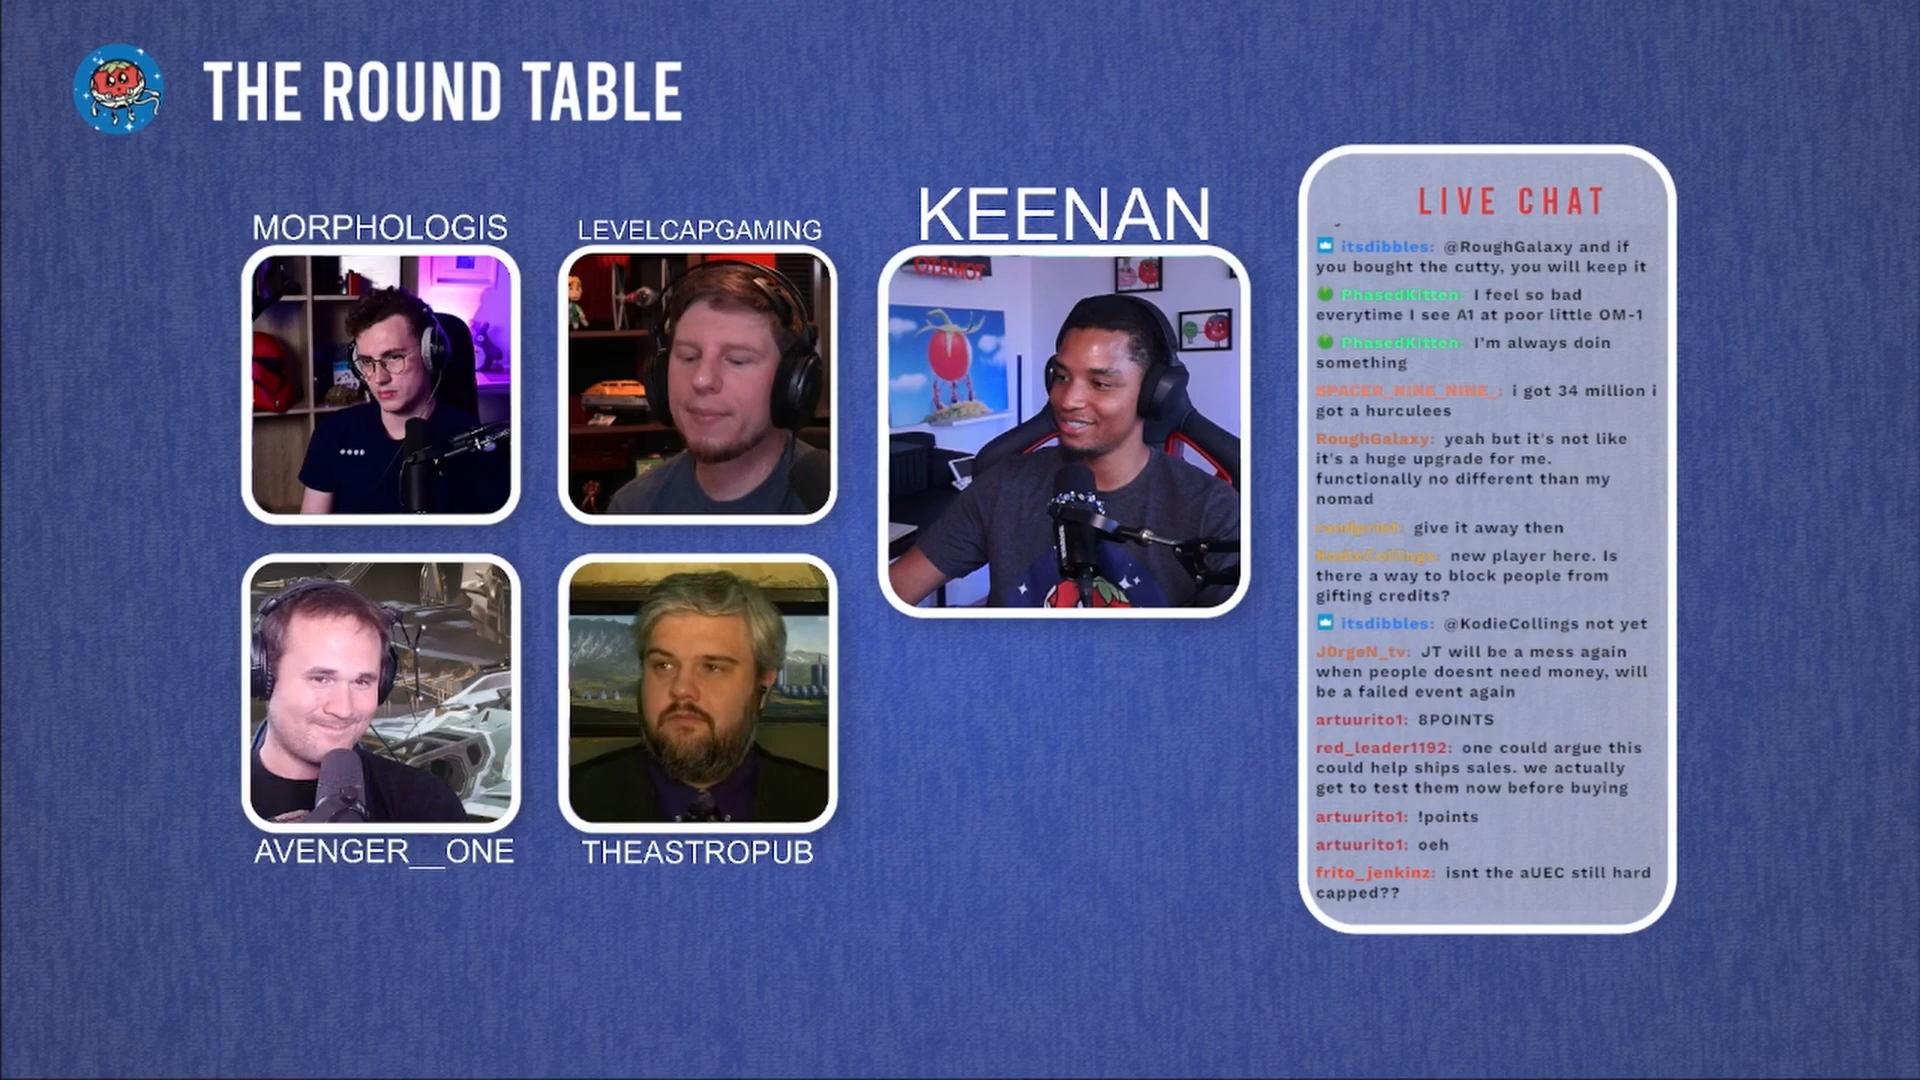 THE ROUND TABLE
MORPHOLOGIS
LEVELCAPGAMING
KEENAN
AVENGER__ONE
THEASTROPUB
LIVE CHAT
itsdibbles: @RoughGalaxy and if
you bought the cutty, you will keep it
PhasedKitten: I feel so bad
everytime I see A1 at poor little OM-1
PhasedKitten: I'm always doin
something
SPACER_NINE_NINE_: i got 34 million i
got a hurculees
RoughGalaxy: yeah but it's not like
it's a huge upgrade for me.
functionally no different than my
nomad
give it away then
KodieCollings: new player here. Is
there a way to block people from
gifting credits?
itsdibbles: @KodieCollings not yet
J0rgeN_tv: JT will be a mess again
when people doesnt need money, will
be a failed event again
artuurito1: 8POINTS
red_leader1192: one could argue this
could help ships sales. we actually
get to test them now before buying
artuurito1: !points
artuurito1: oeh
frito_jenkinz: isnt the aUEC still hard
capped??